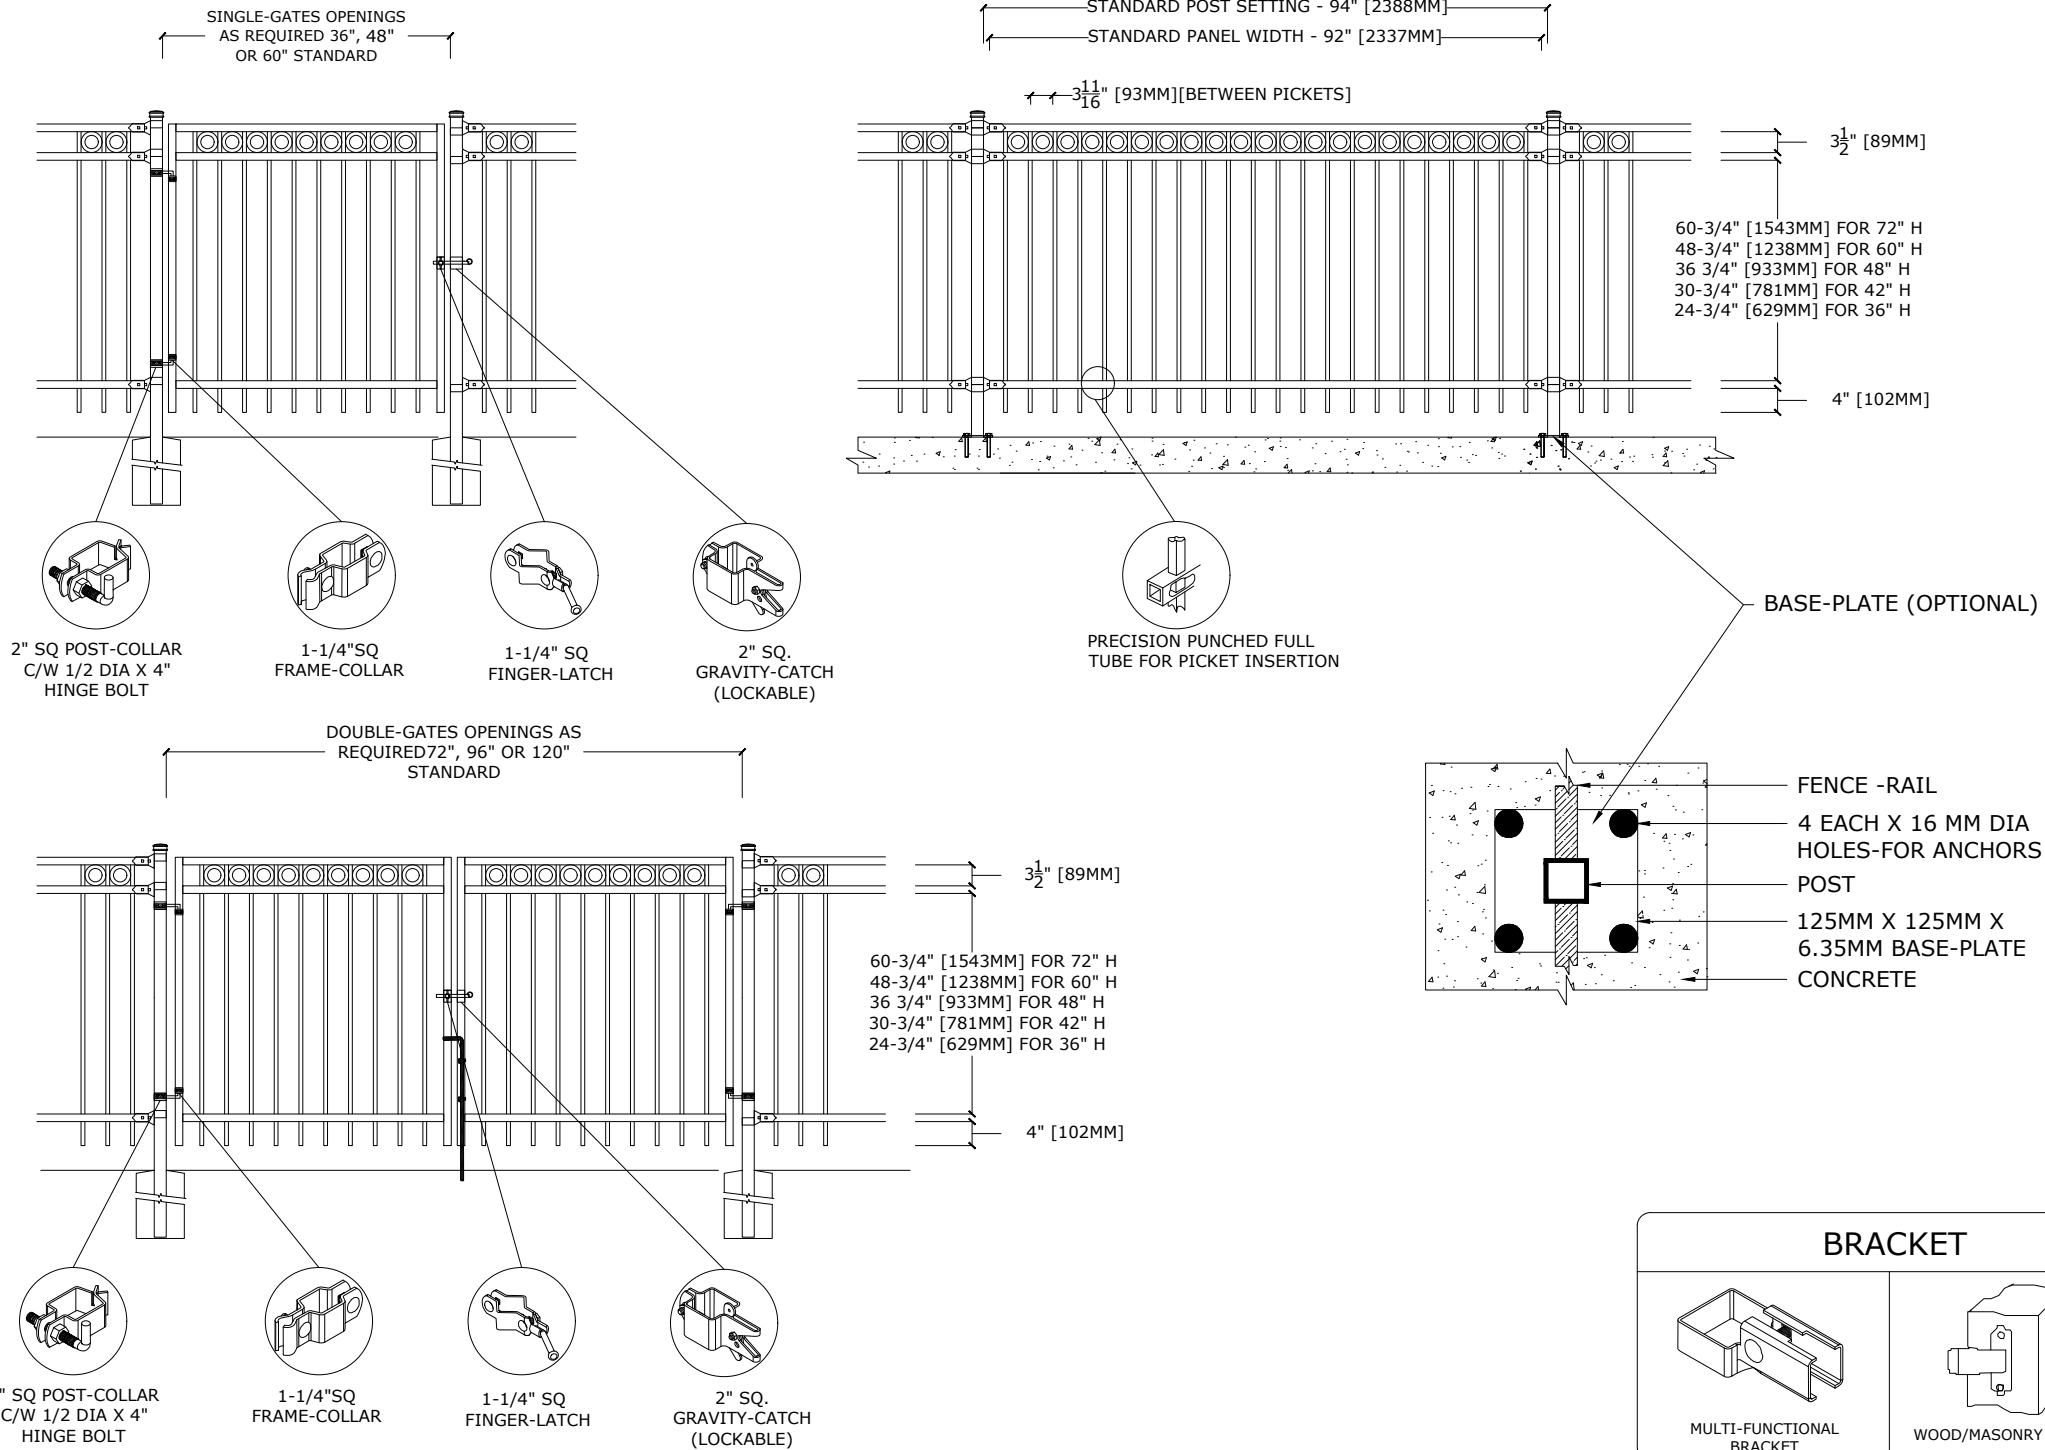 SINGLE-GATES OPENINGS
AS REQUIRED 36", 48"
OR 60" STANDARD
STANDARD POST SETTING - 94" [2388MM]
STANDARD PANEL WIDTH - 92" [2337MM]
3 11/16" [93MM][BETWEEN PICKETS]
3 1/2" [89MM]
60-3/4" [1543MM] FOR 72" H
48-3/4" [1238MM] FOR 60" H
36 3/4" [933MM] FOR 48" H
30-3/4" [781MM] FOR 42" H
24-3/4" [629MM] FOR 36" H
4" [102MM]
2" SQ POST-COLLAR
C/W 1/2 DIA X 4"
HINGE BOLT
1-1/4"SQ
FRAME-COLLAR
1-1/4" SQ
FINGER-LATCH
2" SQ.
GRAVITY-CATCH
(LOCKABLE)
PRECISION PUNCHED FULL
TUBE FOR PICKET INSERTION
BASE-PLATE (OPTIONAL)
DOUBLE-GATES OPENINGS AS
REQUIRED72", 96" OR 120"
STANDARD
3 1/2" [89MM]
60-3/4" [1543MM] FOR 72" H
48-3/4" [1238MM] FOR 60" H
36 3/4" [933MM] FOR 48" H
30-3/4" [781MM] FOR 42" H
24-3/4" [629MM] FOR 36" H
4" [102MM]
FENCE -RAIL
4 EACH X 16 MM DIA
HOLES-FOR ANCHORS
POST
125MM X 125MM X
6.35MM BASE-PLATE
CONCRETE
" SQ POST-COLLAR
C/W 1/2 DIA X 4"
HINGE BOLT
1-1/4"SQ
FRAME-COLLAR
1-1/4" SQ
FINGER-LATCH
2" SQ.
GRAVITY-CATCH
(LOCKABLE)
BRACKET
MULTI-FUNCTIONAL
BRACKET
WOOD/MASONRY